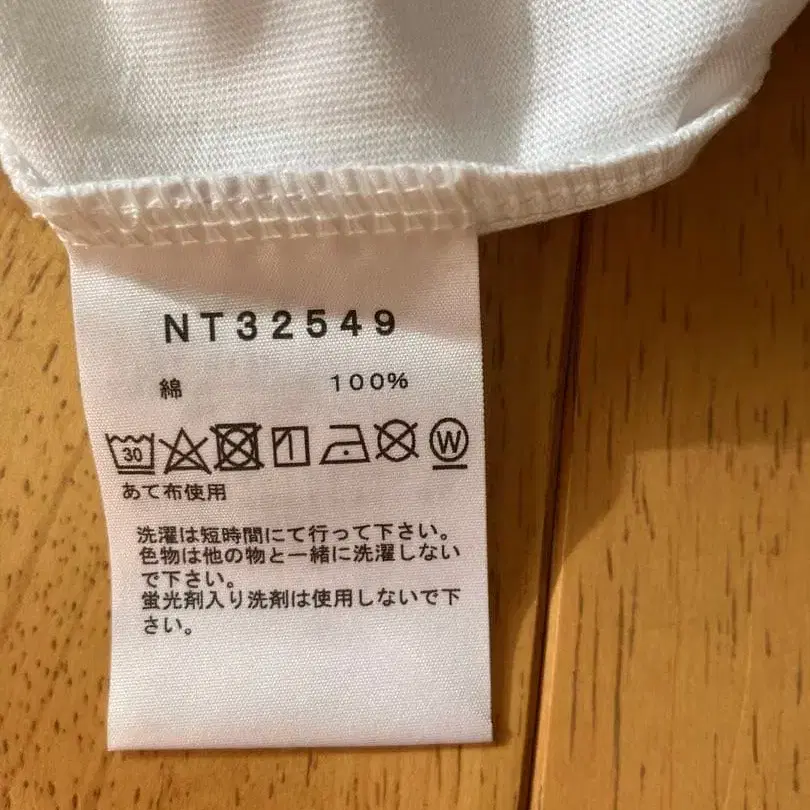 NT32549
綿 100%
30 W
あて布使用
洗濯は短時間にて行って下さい。
色物は他の物と一緒に洗濯しない
で下さい。
蛍光剤入り洗剤は使用しないで下
さい。